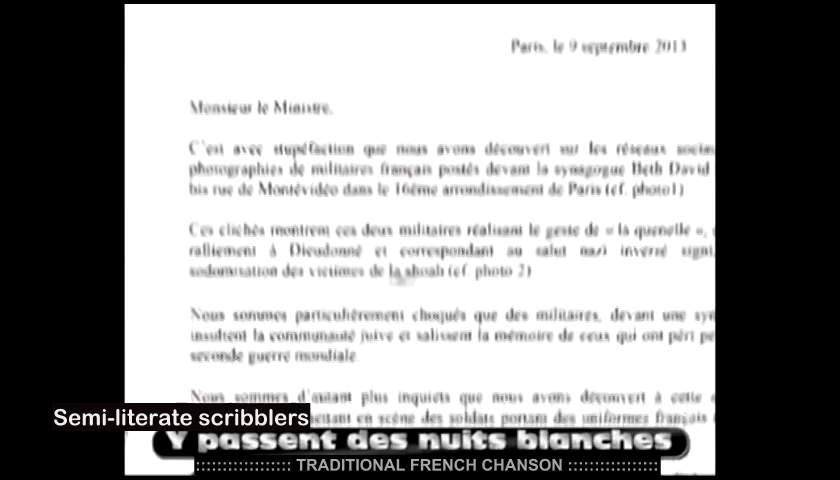 Paris, le 9 septembre 2013
Monsieur le Ministre,
C'est avec stupéfaction que nous avons découvert sur les réseaux
photographies de militaires français postés devant la synagogue Beth David
bis rue de Montévidéo dans le 16ème arrondissement de Paris (cf. photo1)
Ces clichés montrent ces deux militaires réalisant le geste de « la quenelle »,
ralliement à Dieudonné et correspondant au salut nazi inversé
sodomisation des victimes de la shoah (cf. photo 2)
Nous sommes particulièrement choqués que des militaires, devant une
insultent la communauté juive et salissent la mémoire de ceux qui ont péri
seconde guerre mondiale.
Nous sommes d'autant plus inquiets que nous avons découvert à cette
en scène des soldats portant des uniformes français
Semi-literate scribblers
Y passent des nuits blanches
TRADITIONAL FRENCH CHANSON